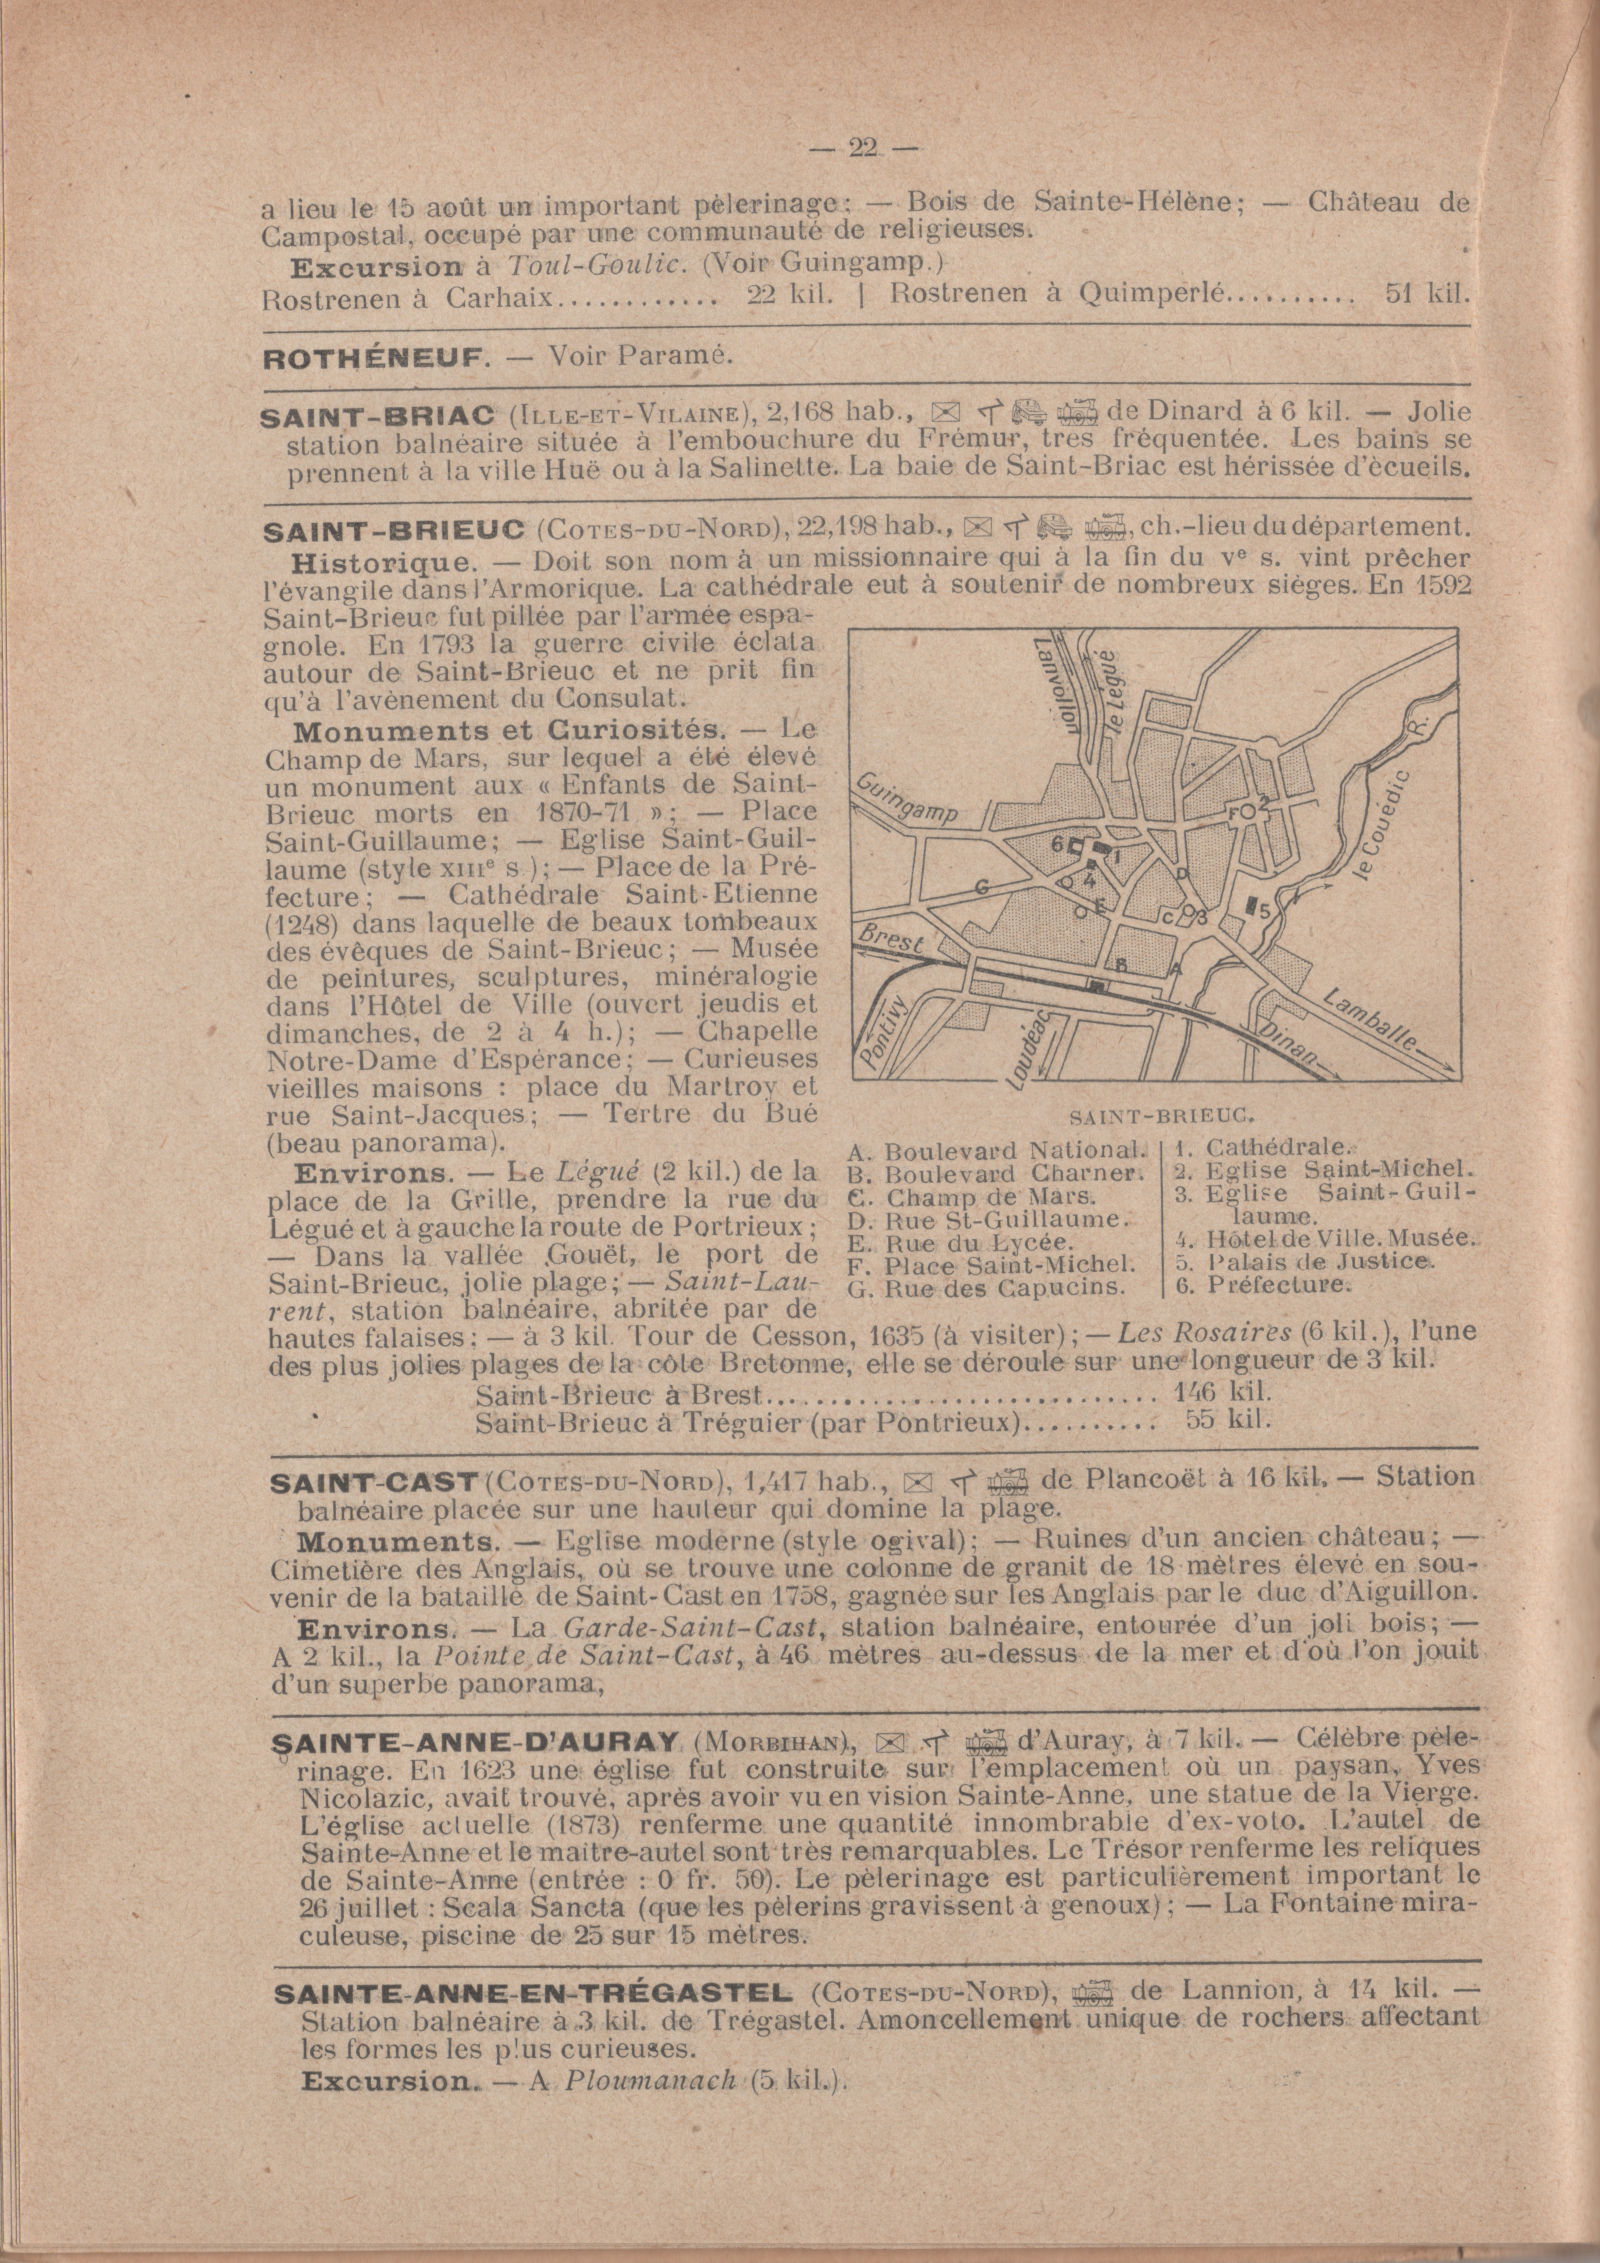 — 22 —
a lieu le 15 août un important pèlerinage; — Bois de Sainte-Hélène; — Château de
Campostal, occupé par une communauté de religieuses.
Excursion à Toul-Goulic. (Voir Guingamp.)
Rostrenen à Carhaix............ 22 kil. | Rostrenen à Quimperlé.......... 51 kil.
ROTHÉNEUF. — Voir Paramé.
SAINT-BRIAC (ILLE-ET-VILAINE), 2,168 hab., de Dinard à 6 kil. — Jolie
station balnéaire située à l'embouchure du Frémur, très fréquentée. Les bains se
prennent à la ville Huë ou à la Salinette. La baie de Saint-Briac est hérissée d'ècueils.
SAINT-BRIEUC (COTES-DU-NORD), 22,198 hab., ch.-lieu du département.
Historique. — Doit son nom à un missionnaire qui à la fin du Ve s. vint prêcher
l'évangile dans l'Armorique. La cathédrale eut à soutenir de nombreux sièges. En 1592
Saint-Brieuc fut pillée par l'armée espa-
gnole. En 1793 la guerre civile éclata
autour de Saint-Brieuc et ne prit fin
qu'à l'avènement du Consulat.
Monuments et Curiosités. — Le
Champ de Mars, sur lequel a été élevé
un monument aux « Enfants de Saint-
Brieuc morts en 1870-71 »; — Place
Saint-Guillaume; — Eglise Saint-Guil-
laume (style XIIIe s.); — Place de la Pré-
fecture; — Cathédrale Saint-Etienne
(1248) dans laquelle de beaux tombeaux
des évêques de Saint-Brieuc; — Musée
de peintures, sculptures, minéralogie
dans l'Hôtel de Ville (ouvert jeudis et
dimanches, de 2 à 4 h.); — Chapelle
Notre-Dame d'Espérance; — Curieuses
vieilles maisons : place du Martroy et
rue Saint-Jacques; — Tertre du Bué
(beau panorama).
Environs. — Le Légué (2 kil.) de la
place de la Grille, prendre la rue du
Légué et à gauche la route de Portrieux;
— Dans la vallée Gouët, le port de
Saint-Brieuc, jolie plage; — Saint-Lau-
rent, station balnéaire, abritée par de
hautes falaises; — à 3 kil. Tour de Cesson, 1635 (à visiter); — Les Rosaires (6 kil.), l'une
des plus jolies plages de la côte Bretonne, elle se déroule sur une longueur de 3 kil.
Lanvollon
le Légué
Guingamp
R.
le Couédic
F
2
6
1
4
G
D
E
C
3
5
Brest
B
A
Pontivy
Loudéac
Dinan
Lamballe
SAINT-BRIEUC.
A. Boulevard National.
B. Boulevard Charner.
C. Champ de Mars.
D. Rue St-Guillaume.
E. Rue du Lycée.
F. Place Saint-Michel.
G. Rue des Capucins.
1. Cathédrale.
2. Eglise Saint-Michel.
3. Eglise Saint-Guil-
laume.
4. Hôtel de Ville. Musée.
5. Palais de Justice.
6. Préfecture.
Saint-Brieuc à Brest............................ 146 kil.
Saint-Brieuc à Tréguier (par Pontrieux).......... 55 kil.
SAINT-CAST (COTES-DU-NORD), 1,417 hab., de Plancoët à 16 kil. — Station
balnéaire placée sur une hauteur qui domine la plage.
Monuments. — Eglise moderne (style ogival); — Ruines d'un ancien château; —
Cimetière des Anglais, où se trouve une colonne de granit de 18 mètres élevé en sou-
venir de la bataille de Saint-Cast en 1758, gagnée sur les Anglais par le duc d'Aiguillon.
Environs. — La Garde-Saint-Cast, station balnéaire, entourée d'un joli bois; —
A 2 kil., la Pointe de Saint-Cast, à 46 mètres au-dessus de la mer et d'où l'on jouit
d'un superbe panorama,
SAINTE-ANNE-D'AURAY (MORBIHAN), d'Auray, à 7 kil. — Célèbre pèle-
rinage. En 1623 une église fut construite sur l'emplacement où un paysan, Yves
Nicolazic, avait trouvé, après avoir vu en vision Sainte-Anne, une statue de la Vierge.
L'église actuelle (1873) renferme une quantité innombrable d'ex-voto. L'autel de
Sainte-Anne et le maitre-autel sont très remarquables. Le Trésor renferme les reliques
de Sainte-Anne (entrée : 0 fr. 50). Le pèlerinage est particulièrement important le
26 juillet : Scala Sancta (que les pèlerins gravissent à genoux); — La Fontaine mira-
culeuse, piscine de 25 sur 15 mètres.
SAINTE-ANNE-EN-TRÉGASTEL (COTES-DU-NORD), de Lannion, à 14 kil. —
Station balnéaire à 3 kil. de Trégastel. Amoncellement unique de rochers affectant
les formes les plus curieuses.
Excursion. — A Ploumanach (5 kil.).